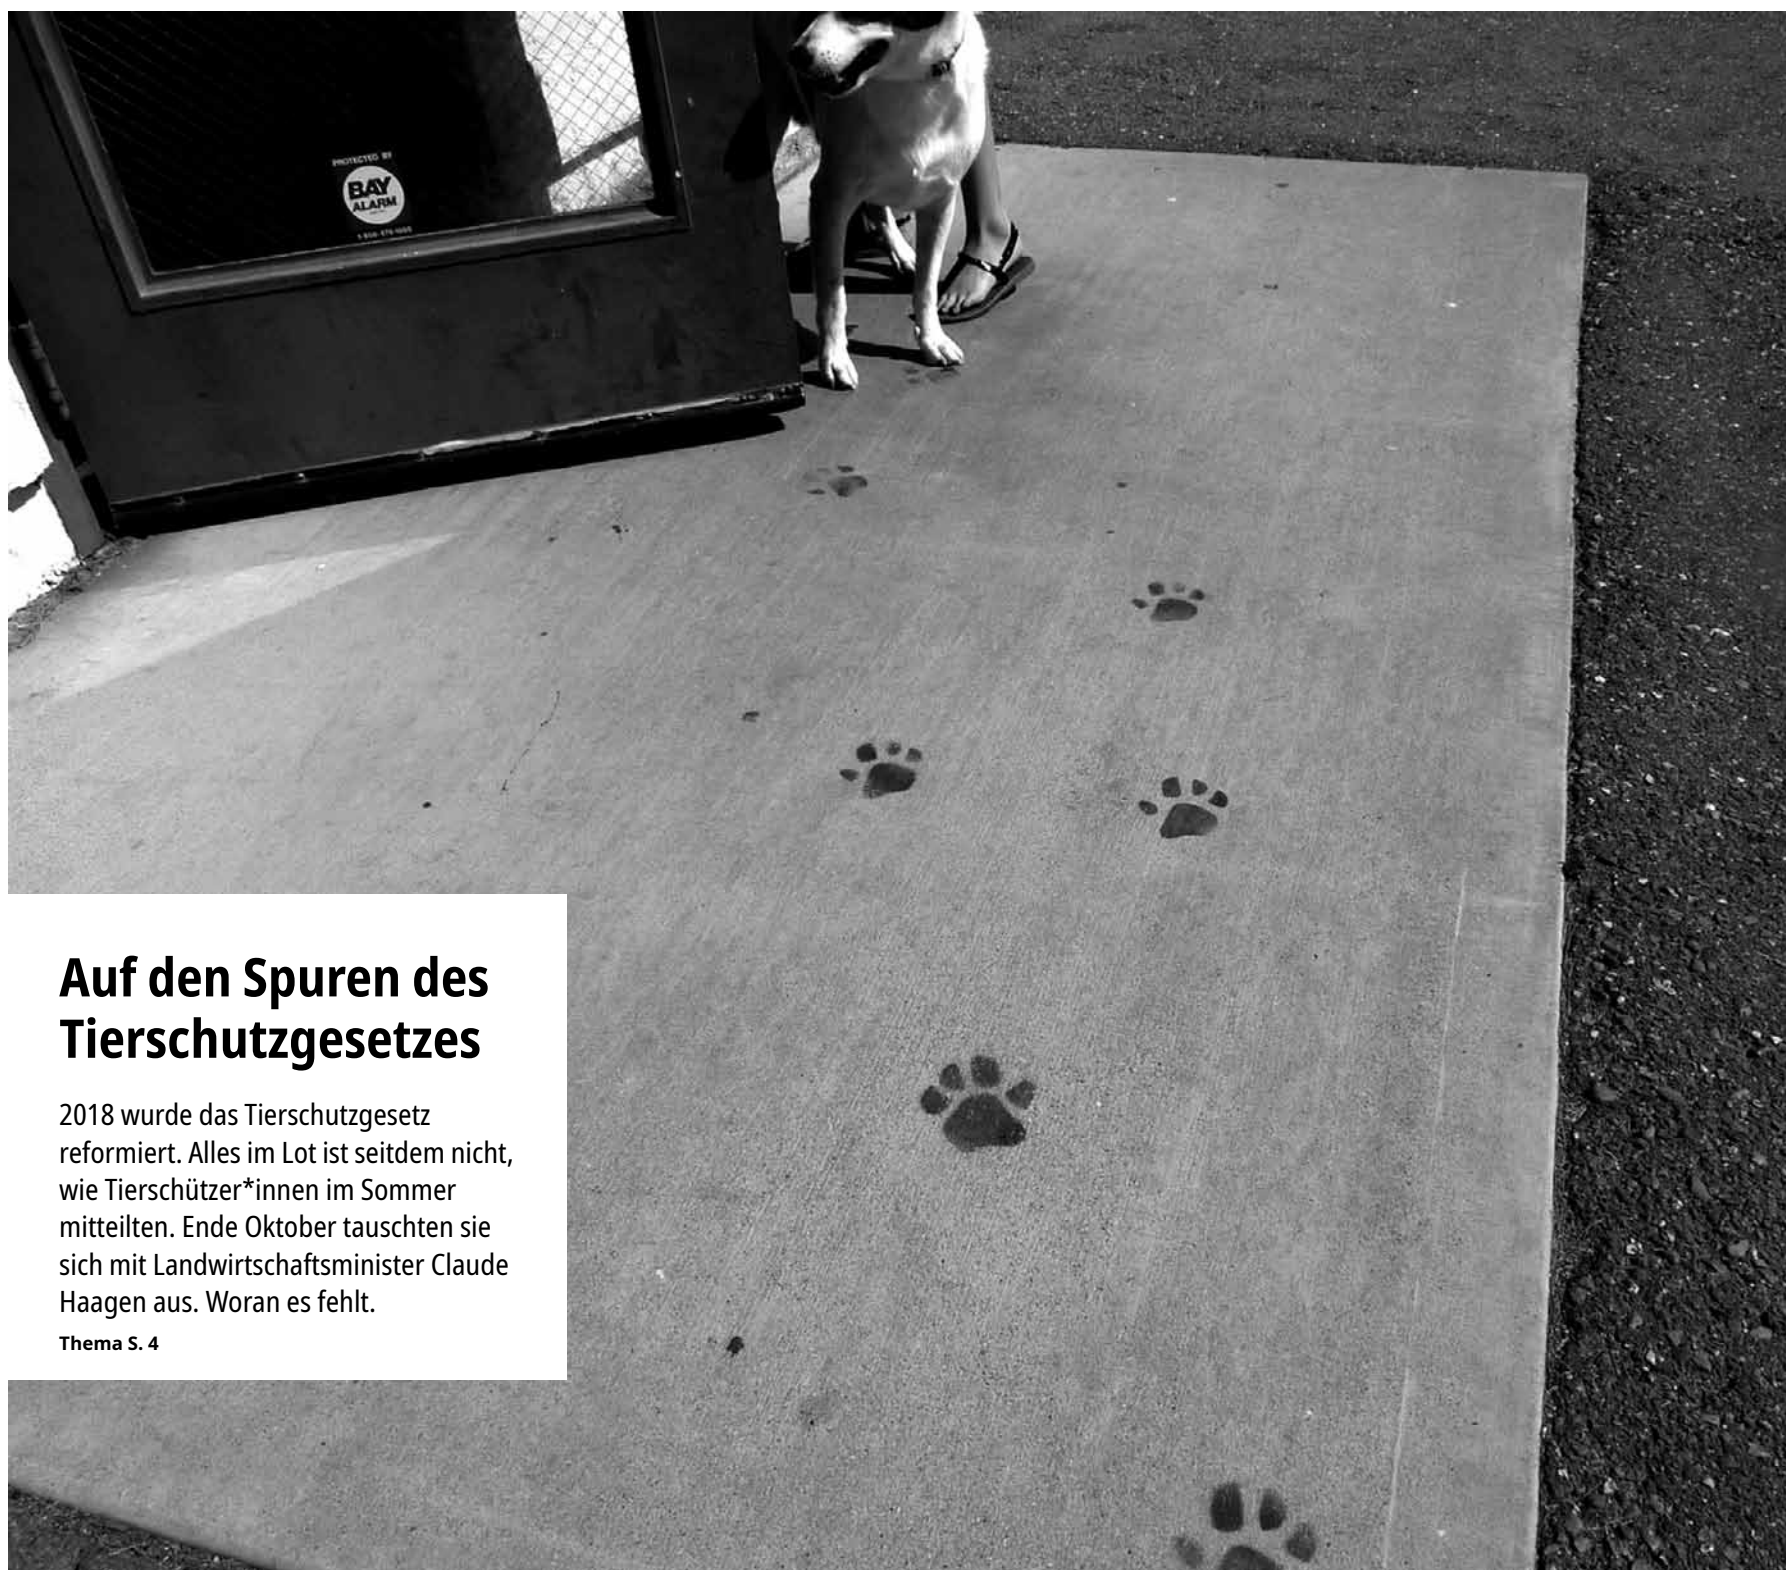 PROTECTED BY
BAY
ALARM
Auf den Spuren des
Tierschutzgesetzes
2018 wurde das Tierschutzgesetz
reformiert. Alles im Lot ist seitdem nicht,
wie Tierschützer*innen im Sommer
mitteilten. Ende Oktober tauschten sie
sich mit Landwirtschaftsminister Claude
Haagen aus. Woran es fehlt.
Thema S. 4